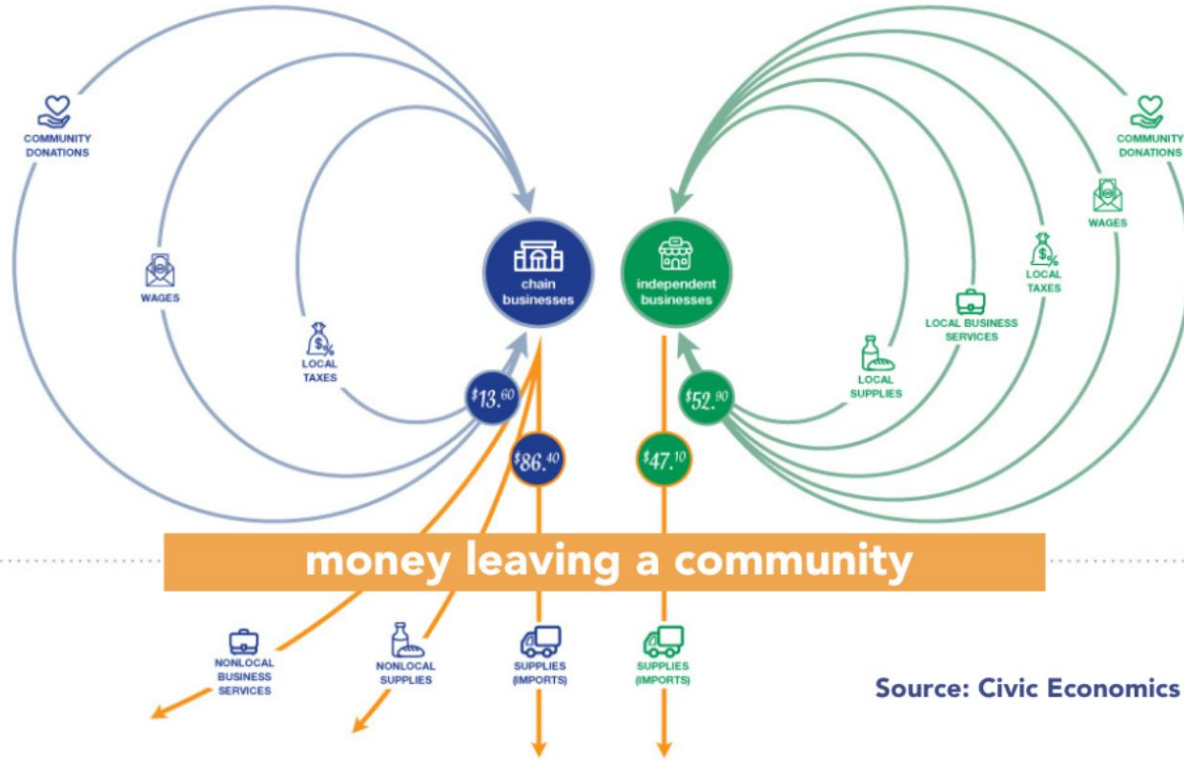 COMMUNITY
DONATIONS
WAGES
LOCAL
TAXES
chain
businesses
$13.60
$86.40
independent
businesses
$52.90
$47.10
LOCAL
SUPPLIES
LOCAL BUSINESS
SERVICES
LOCAL
TAXES
WAGES
COMMUNITY
DONATIONS
money leaving a community
NONLOCAL
BUSINESS
SERVICES
NONLOCAL
SUPPLIES
SUPPLIES
(IMPORTS)
SUPPLIES
(IMPORTS)
Source: Civic Economics